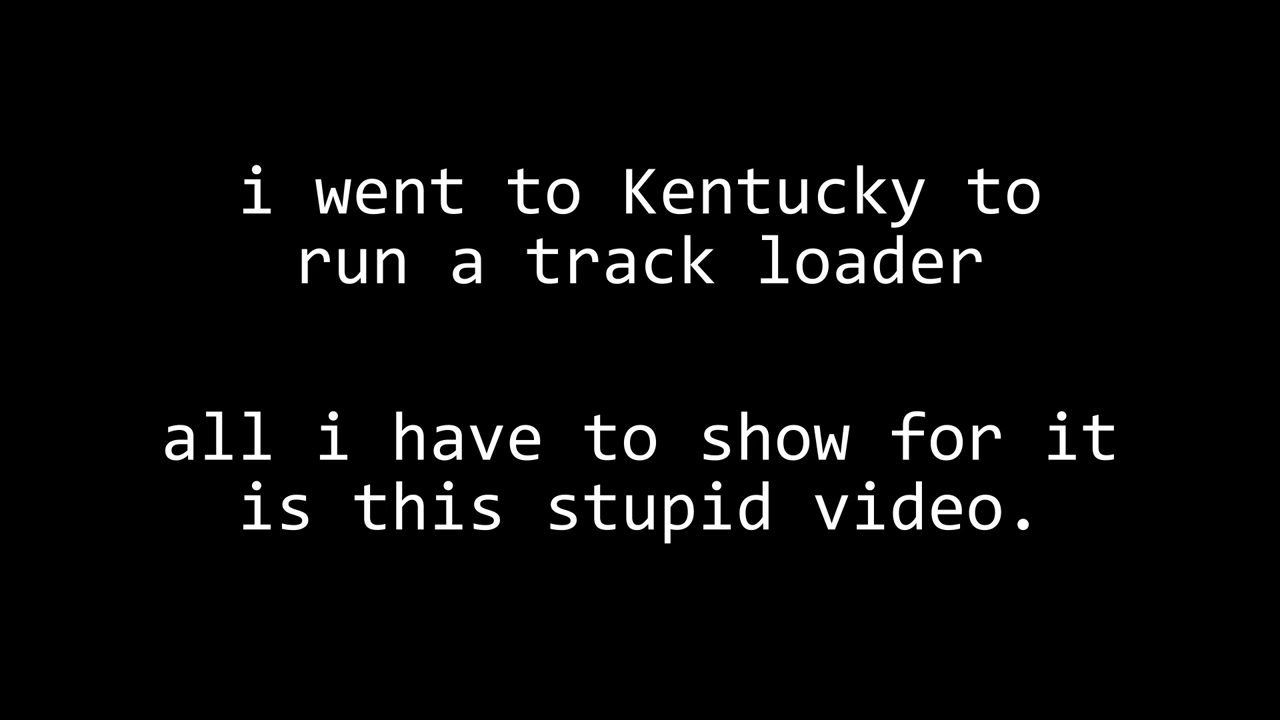 i went to Kentucky to
run a track loader
all i have to show for it
is this stupid video.